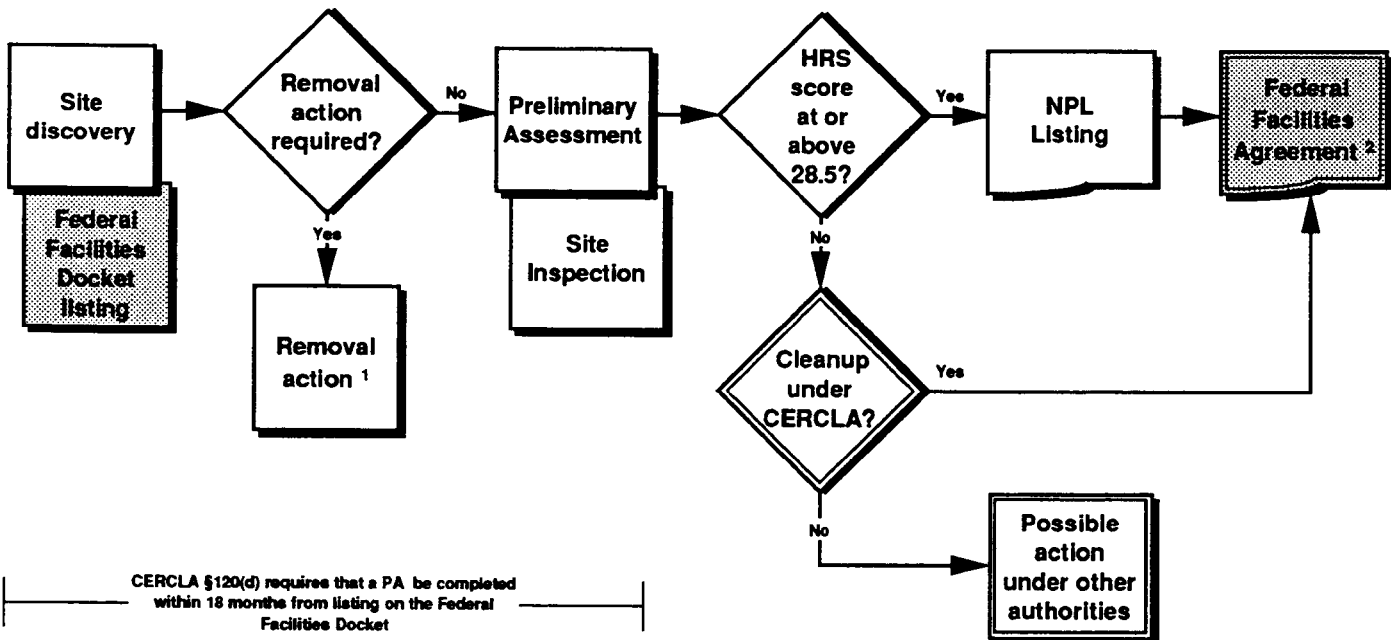 Site
discovery
Federal
Facilities
Docket
listing
Removal
action
required?
No
Yes
Removal
action 1
Preliminary
Assessment
Site
Inspection
HRS
score
at or
above
28.5?
Yes
No
NPL
Listing
Federal
Facilities
Agreement 2
Cleanup
under
CERCLA?
Yes
No
Possible
action
under other
authorities
CERCLA §120(d) requires that a PA be completed
within 18 months from listing on the Federal
Facilities Docket